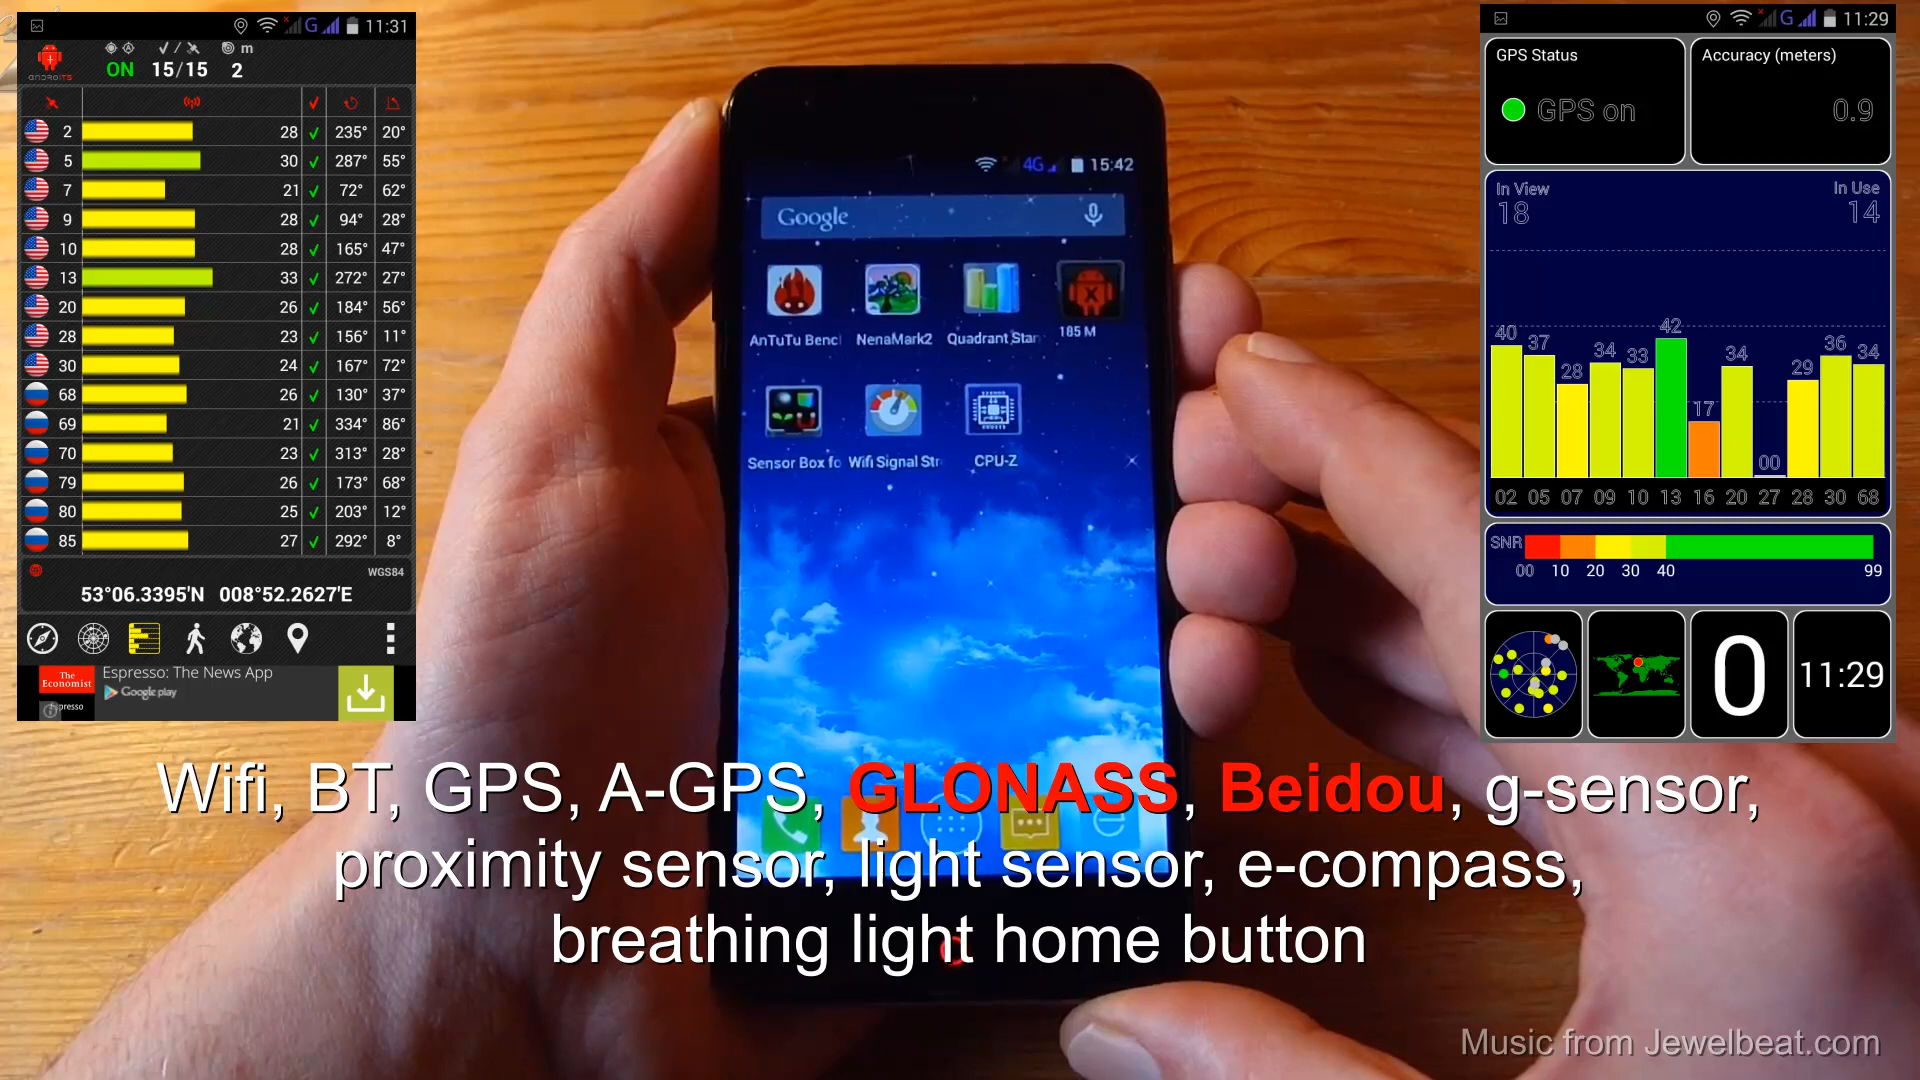 11:31
ANDROITS
m
ON 15/15 2
2 28 ✓ 235° 20°
5 30 ✓ 287° 55°
7 21 ✓ 72° 62°
9 28 ✓ 94° 28°
10 28 ✓ 165° 47°
13 33 ✓ 272° 27°
20 26 ✓ 184° 56°
28 23 ✓ 156° 11°
30 24 ✓ 167° 72°
68 26 ✓ 130° 37°
69 21 ✓ 334° 86°
70 23 ✓ 313° 28°
79 26 ✓ 173° 68°
80 25 ✓ 203° 12°
85 27 ✓ 292° 8°
WGS84
53°06.3395'N 008°52.2627'E
The Economist
Espresso: The News App
Google play
presso
4G 15:42
Google
AnTuTu Benc NenaMark2 Quadrant Stan 185 M
Sensor Box fo Wifi Signal Str CPU-Z
G 11:29
GPS Status Accuracy (meters)
GPS on 0.9
In View In Use
18 14
40 37 28 34 33 42 17 34 00 29 36 34
02 05 07 09 10 13 16 20 27 28 30 68
SNR
00 10 20 30 40 99
0 11:29
Wifi, BT, GPS, A-GPS, GLONASS, Beidou, g-sensor,
proximity sensor, light sensor, e-compass,
breathing light home button
Music from Jewelbeat.com